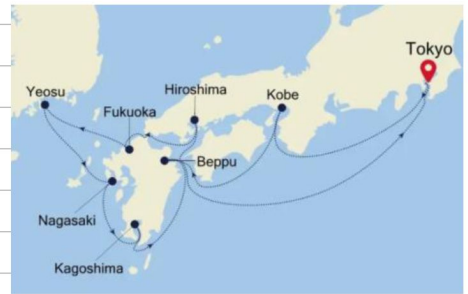 Tokyo
Yeosu
Hiroshima
Kobe
Fukuoka
Beppu
Nagasaki
Kagoshima